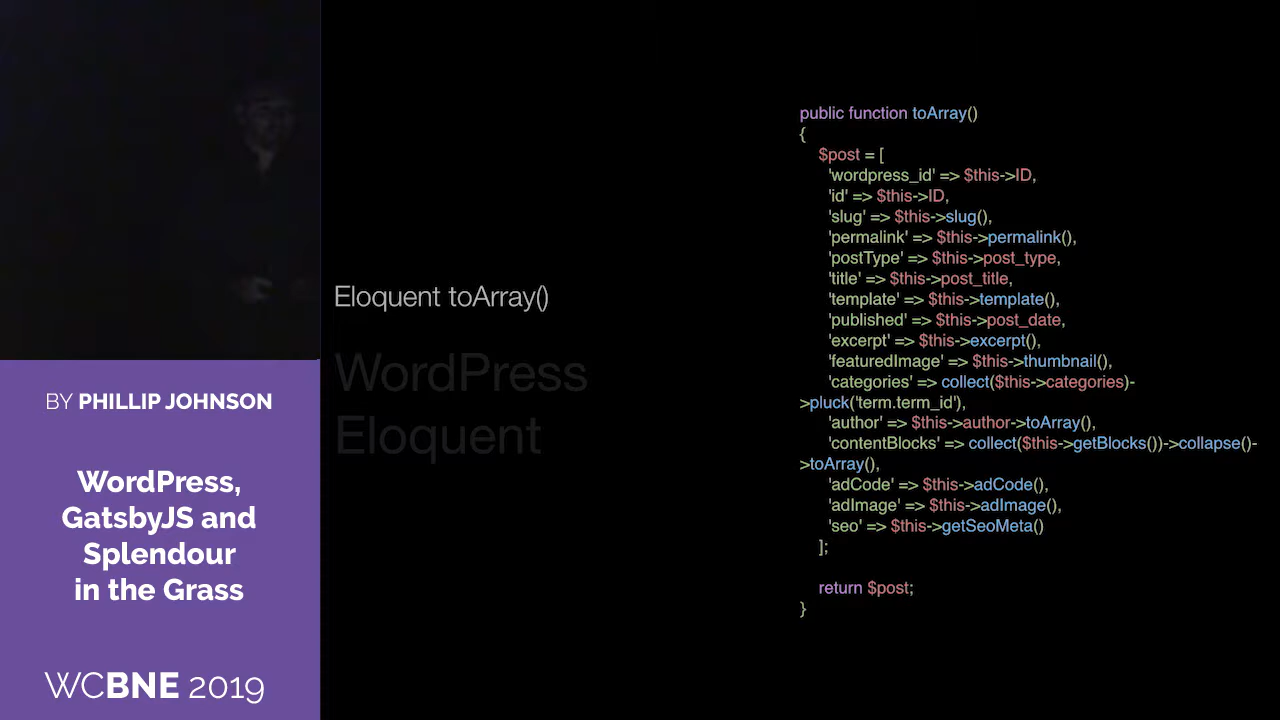 BY PHILLIP JOHNSON
WordPress,
GatsbyJS and
Splendour
in the Grass
WCBNE 2019
Eloquent toArray()
WordPress
Eloquent
public function toArray()
{
$post = [
'wordpress_id' => $this->ID,
'id' => $this->ID,
'slug' => $this->slug(),
'permalink' => $this->permalink(),
'postType' => $this->post_type,
'title' => $this->post_title,
'template' => $this->template(),
'published' => $this->post_date,
'excerpt' => $this->excerpt(),
'featuredImage' => $this->thumbnail(),
'categories' => collect($this->categories)-
>pluck('term.term_id'),
'author' => $this->author->toArray(),
'contentBlocks' => collect($this->getBlocks())->collapse()-
>toArray(),
'adCode' => $this->adCode(),
'adImage' => $this->adImage(),
'seo' => $this->getSeoMeta()
];
return $post;
}